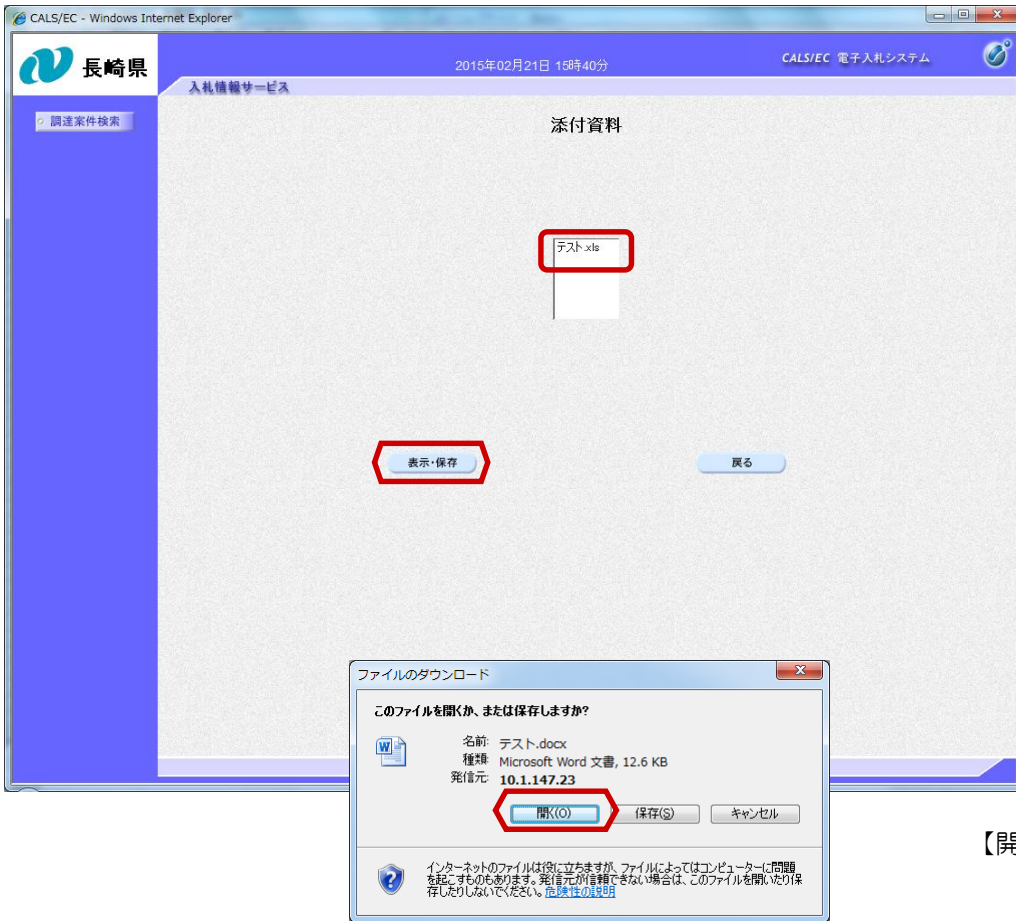 CALS/EC - Windows Internet Explorer
長崎県
2015年02月21日 15時40分
CALS/EC 電子入札システム
入札情報サービス
調達案件検索
添付資料
テスト.xls
表示・保存
戻る
ファイルのダウンロード
このファイルを開くか、または保存しますか?
名前: テスト.docx
種類: Microsoft Word 文書, 12.6 KB
発信元: 10.1.147.23
開く(O)
保存(S)
キャンセル
インターネットのファイルは役に立ちますが、ファイルによってはコンピューターに問題
を起こすものもあります。発信元が信頼できない場合は、このファイルを開いたり保
存したりしないでください。危険性の説明
【開